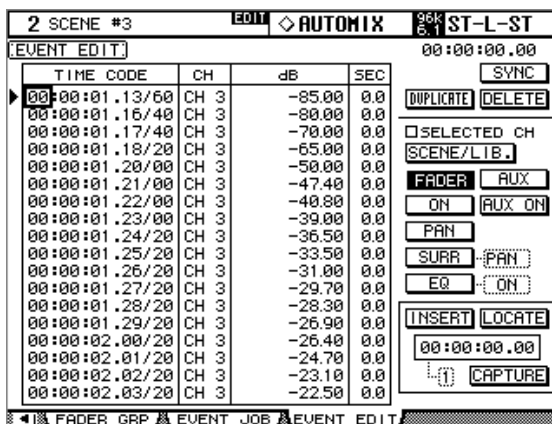 2 SCENE #3 EDIT ◇AUTOMIX 96k 6.1 ST-L-ST
EVENT EDIT 00:00:00.00
TIME CODE CH dB SEC SYNC
00:00:01.13/60 CH 3 -85.00 0.0 DUPLICATE DELETE
00:00:01.16/40 CH 3 -80.00 0.0
00:00:01.17/40 CH 3 -70.00 0.0 SELECTED CH
00:00:01.18/20 CH 3 -65.00 0.0 SCENE/LIB.
00:00:01.20/00 CH 3 -50.00 0.0
00:00:01.21/00 CH 3 -47.40 0.0 FADER AUX
00:00:01.22/00 CH 3 -40.80 0.0 ON AUX ON
00:00:01.23/00 CH 3 -39.00 0.0
00:00:01.24/20 CH 3 -36.50 0.0 PAN
00:00:01.25/20 CH 3 -33.50 0.0 SURR PAN
00:00:01.26/20 CH 3 -31.00 0.0
00:00:01.27/20 CH 3 -29.70 0.0 EQ ON
00:00:01.28/20 CH 3 -28.30 0.0
00:00:01.29/20 CH 3 -26.90 0.0 INSERT LOCATE
00:00:02.00/20 CH 3 -26.40 0.0 00:00:00.00
00:00:02.01/20 CH 3 -24.70 0.0
00:00:02.02/20 CH 3 -23.10 0.0 1 CAPTURE
00:00:02.03/20 CH 3 -22.50 0.0
FADER GRP EVENT JOB EVENT EDIT